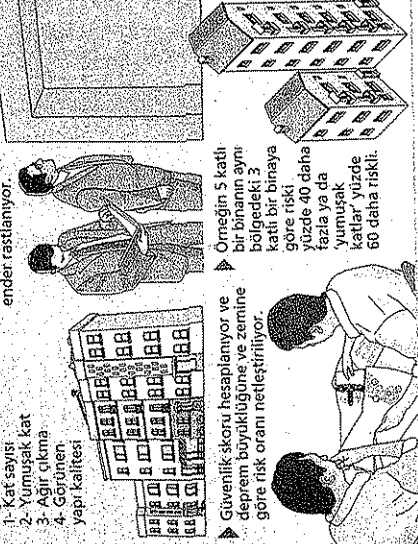 1- Kat sayısı
2- Yumuşak kat
3- Ağır çıkma
4- Görünen
yapı kalitesi
ender rastlanıyor.
Güvenlik skoru hesaplanıyor ve
deprem büyüklüğüne ve zemine
göre risk oranı netleştiriliyor.
Örneğin 5 katlı
bir binanın aynı
bölgedeki 3
katlı bir binaya
göre riski
yüzde 40 daha
fazla ya da
'yumuşak
katlar' yüzde
60 daha riskli.